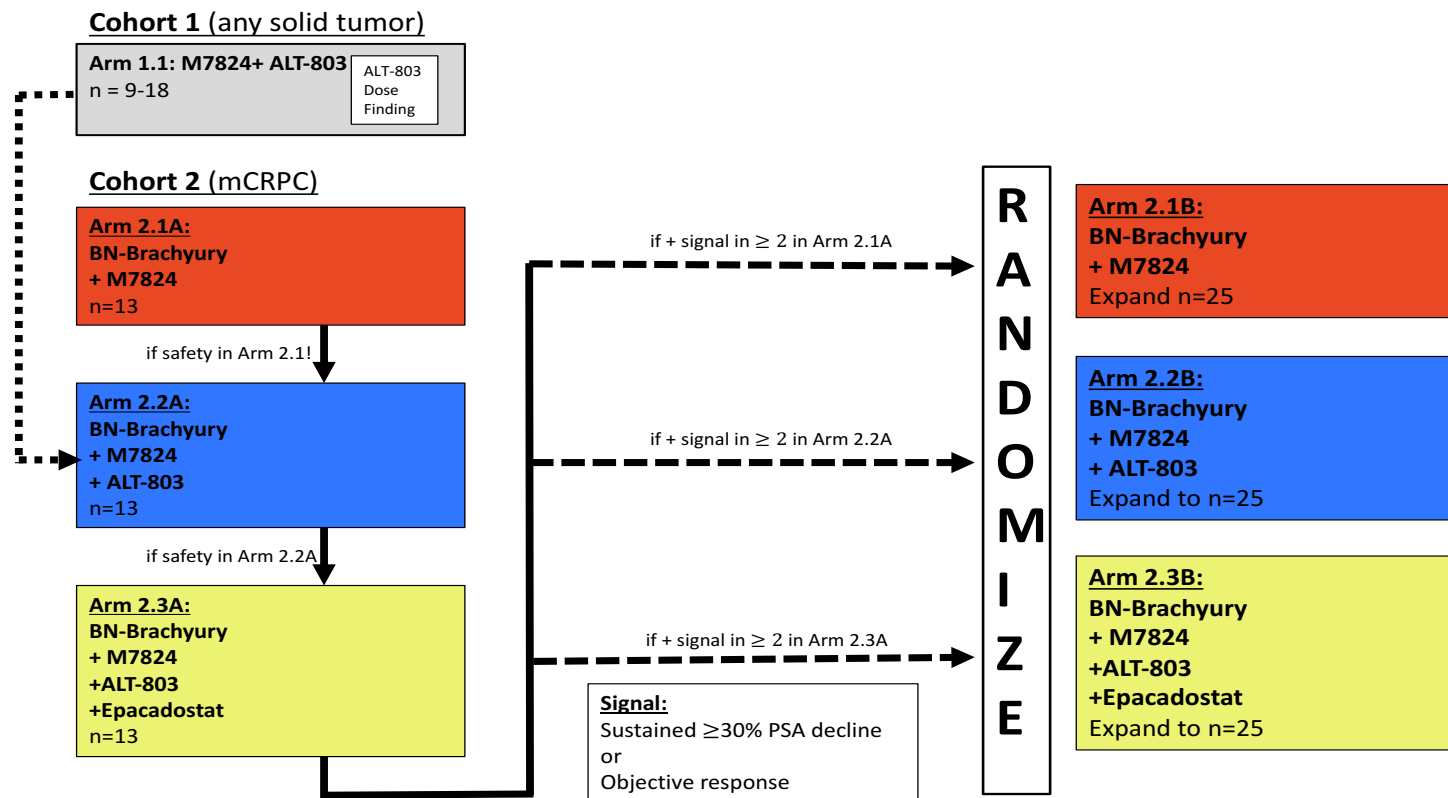 Cohort 1 (any solid tumor)
Arm 1.1: M7824+ ALT-803
n = 9-18
ALT-803
Dose
Finding
Cohort 2 (mCRPC)
Arm 2.1A:
BN-Brachyury
+ M7824
n=13
if safety in Arm 2.1!
Arm 2.2A:
BN-Brachyury
+ M7824
+ ALT-803
n=13
if safety in Arm 2.2A
Arm 2.3A:
BN-Brachyury
+ M7824
+ALT-803
+Epacadostat
n=13
if + signal in ≥ 2 in Arm 2.1A
if + signal in ≥ 2 in Arm 2.2A
if + signal in ≥ 2 in Arm 2.3A
Signal:
Sustained ≥30% PSA decline
or
Objective response
R
A
N
D
O
M
I
Z
E
Arm 2.1B:
BN-Brachyury
+ M7824
Expand n=25
Arm 2.2B:
BN-Brachyury
+ M7824
+ ALT-803
Expand to n=25
Arm 2.3B:
BN-Brachyury
+ M7824
+ALT-803
+Epacadostat
Expand to n=25